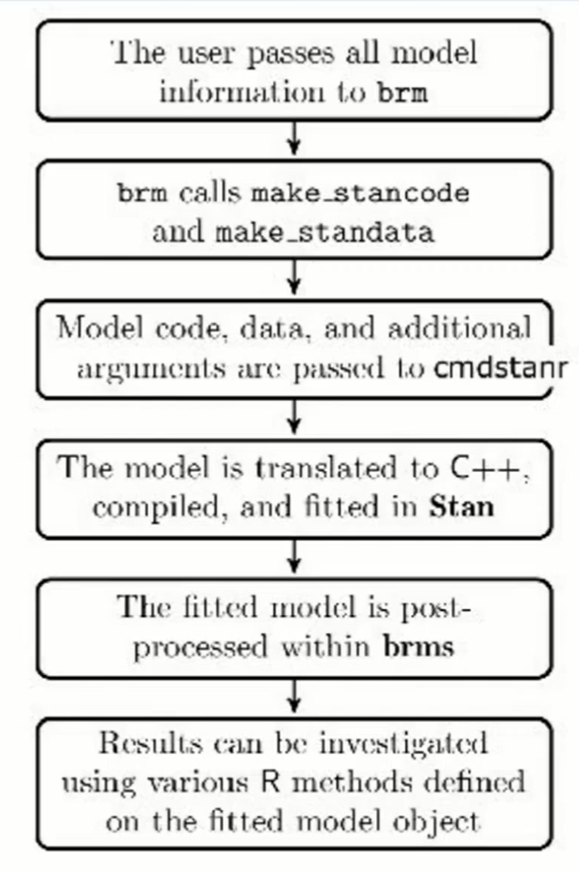 The user passes all model
information to brm
brm calls make_stancode
and make_standata
Model code, data, and additional
arguments are passed to cmdstanr
The model is translated to C++,
compiled, and fitted in Stan
The fitted model is post-
processed within brms
Results can be investigated
using various R methods defined
on the fitted model object